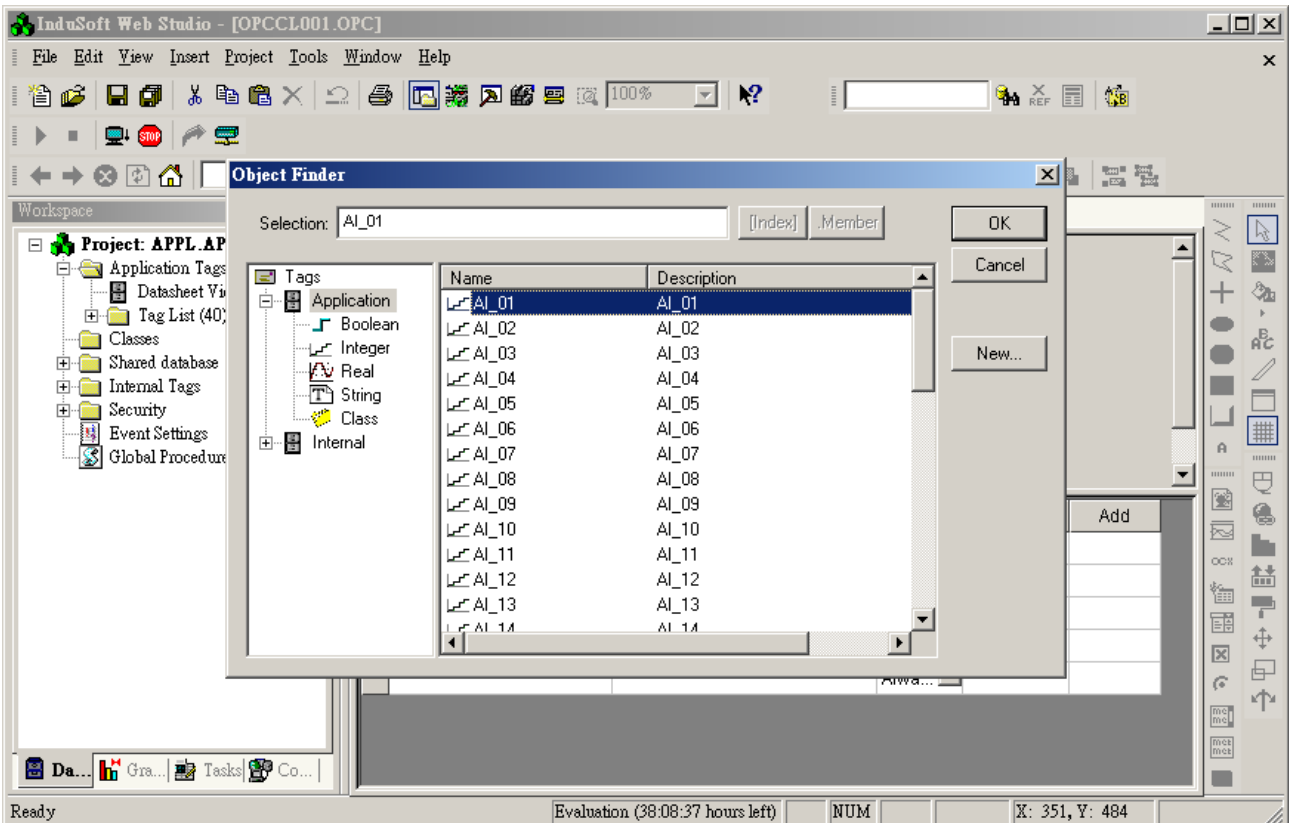 InduSoft Web Studio - [OPCCL001.OPC]
File Edit View Insert Project Tools Window Help
STOP 100% REF
Workspace
Project: APPL.AP
Application Tags
Datasheet Vi
Tag List (40)
Classes
Shared database
Internal Tags
Security
Event Settings
Global Procedure
Da... Gra... Tasks Co...
Object Finder
Selection: AI_01 [Index] .Member OK
Cancel
New...
Tags
Application
Boolean
Integer
Real
String
Class
Internal
Name Description
AI_01 AI_01
AI_02 AI_02
AI_03 AI_03
AI_04 AI_04
AI_05 AI_05
AI_06 AI_06
AI_07 AI_07
AI_08 AI_08
AI_09 AI_09
AI_10 AI_10
AI_11 AI_11
AI_12 AI_12
AI_13 AI_13
AI_14 AI_14
Add
Alwa...
Ready Evaluation (38:08:37 hours left) NUM X: 351, Y: 484